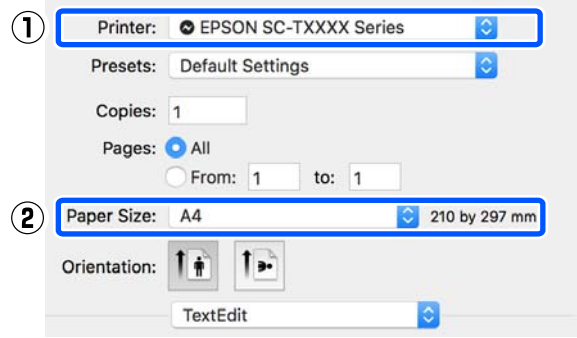 ① Printer: EPSON SC-TXXXX Series
Presets: Default Settings
Copies: 1
Pages: All
From: 1 to: 1
② Paper Size: A4 210 by 297 mm
Orientation:
TextEdit